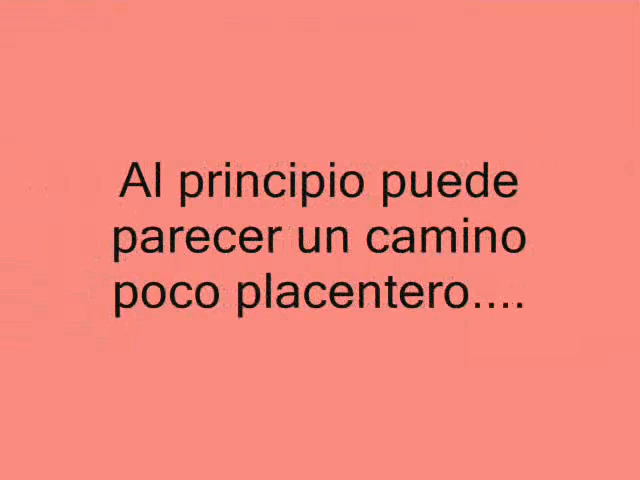 Al principio puede
parecer un camino
poco placentero....